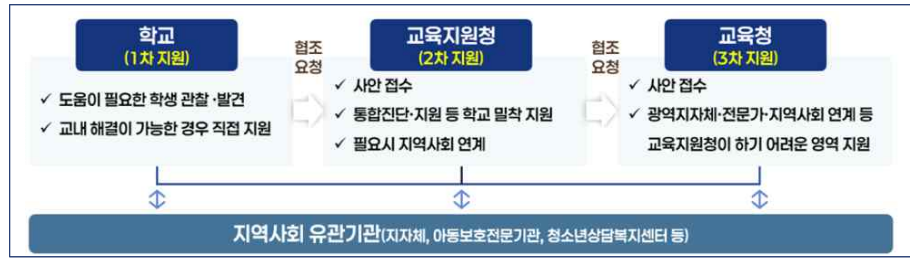 학교
(1차 지원)
✓ 도움이 필요한 학생 관찰·발견
✓ 교내 해결이 가능한 경우 직접 지원
협조
요청
교육지원청
(2차 지원)
✓ 사안 접수
✓ 통합진단·지원 등 학교 밀착 지원
✓ 필요시 지역사회 연계
협조
요청
교육청
(3차 지원)
✓ 사안 접수
✓ 광역지자체·전문가·지역사회 연계 등
교육지원청이 하기 어려운 영역 지원
지역사회 유관기관(지자체, 아동보호전문기관, 청소년상담복지센터 등)